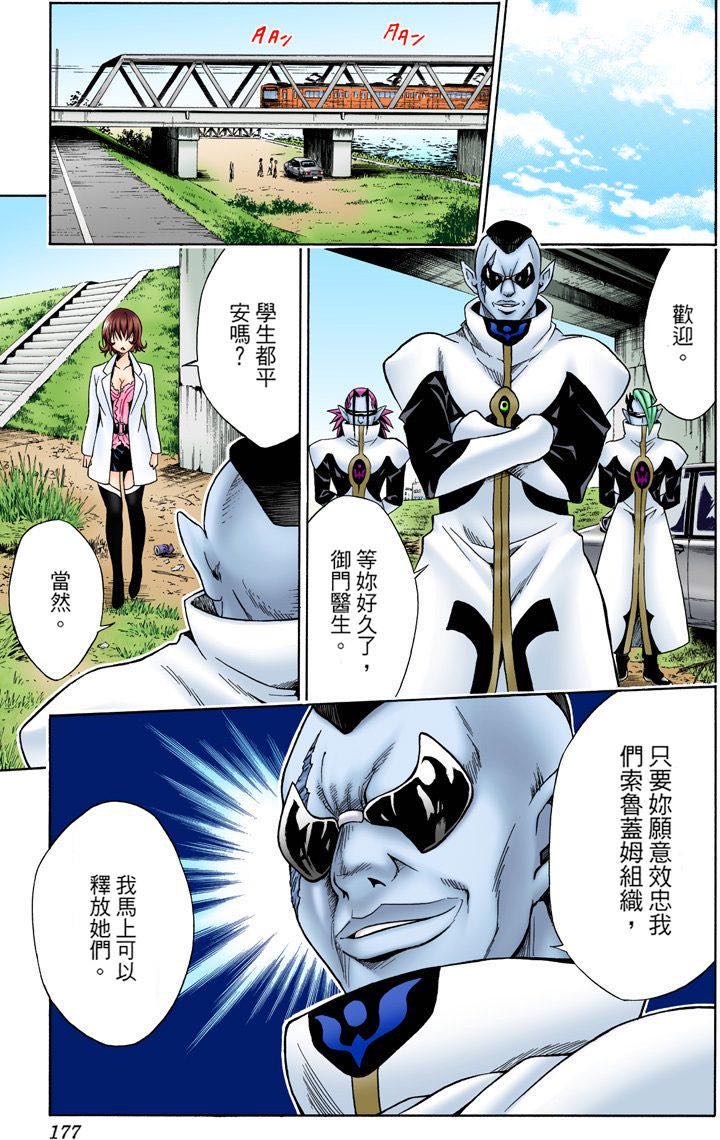 タタン
タタン
歡迎。
等妳好久了，
御門醫生。
學生都平
安嗎？
當然。
只要妳願意效忠我
們索魯蓋姆組織，
我馬上可以
釋放她們。
177